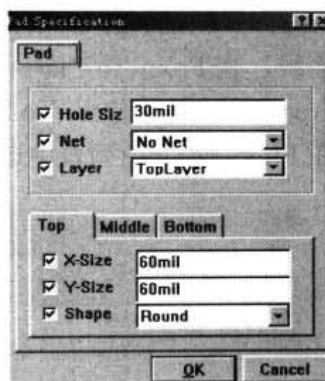 Pad Specification
Pad
Hole Siz 30mil
Net No Net
Layer TopLayer
Top Middle Bottom
X-Size 60mil
Y-Size 60mil
Shape Round
OK Cancel